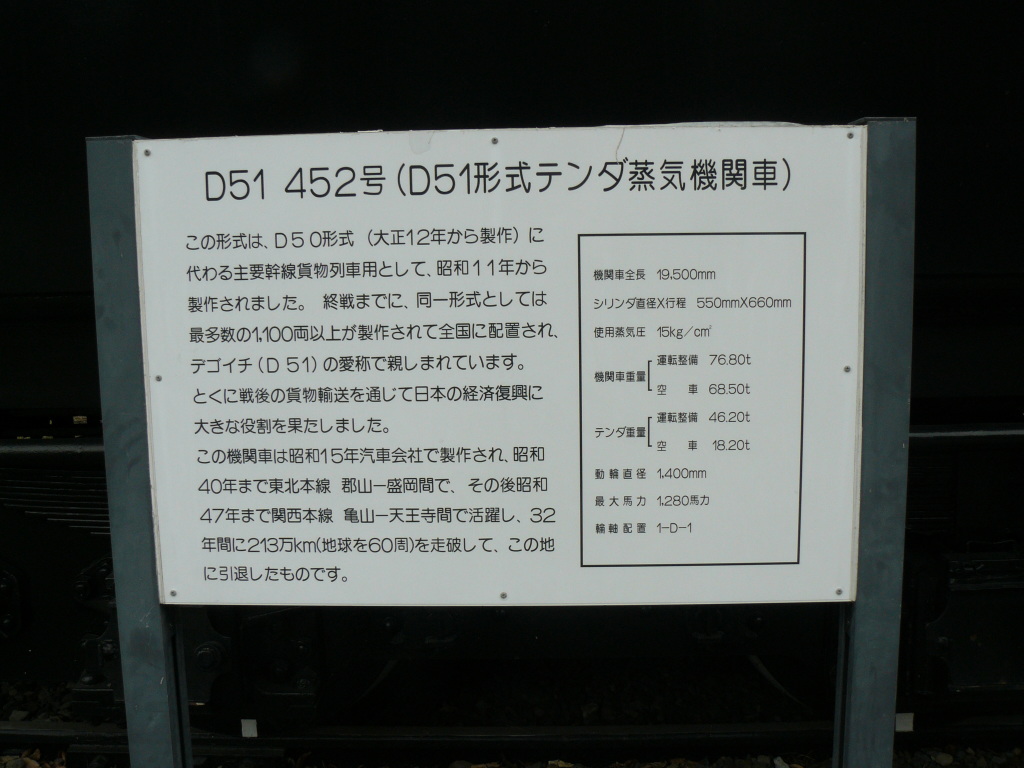 D51 452号(D51形式テンダ蒸気機関車)
この形式は、D50形式(大正12年から製作)に
代わる主要幹線貨物列車用として、昭和11年から
製作されました。 終戦までに、同一形式としては
最多数の1,100両以上が製作されて全国に配置され、
デゴイチ(D51)の愛称で親しまれています。
とくに戦後の貨物輸送を通じて日本の経済復興に
大きな役割を果たしました。
この機関車は昭和15年汽車会社で製作され、昭和
40年まで東北本線 郡山ー盛岡間で、その後昭和
47年まで関西本線 亀山ー天王寺間で活躍し、32
年間に213万km(地球を60周)を走破して、この地
に引退したものです。
機関車全長 19,500mm
シリンダ直径X行程 550mmX660mm
使用蒸気圧 15kg/c㎡
機関車重量 運転整備 76.80t
空車 68.50t
テンダ重量 運転整備 46.20t
空車 18.20t
動輪直径 1,400mm
最大馬力 1,280馬力
輪軸配置 1-D-1